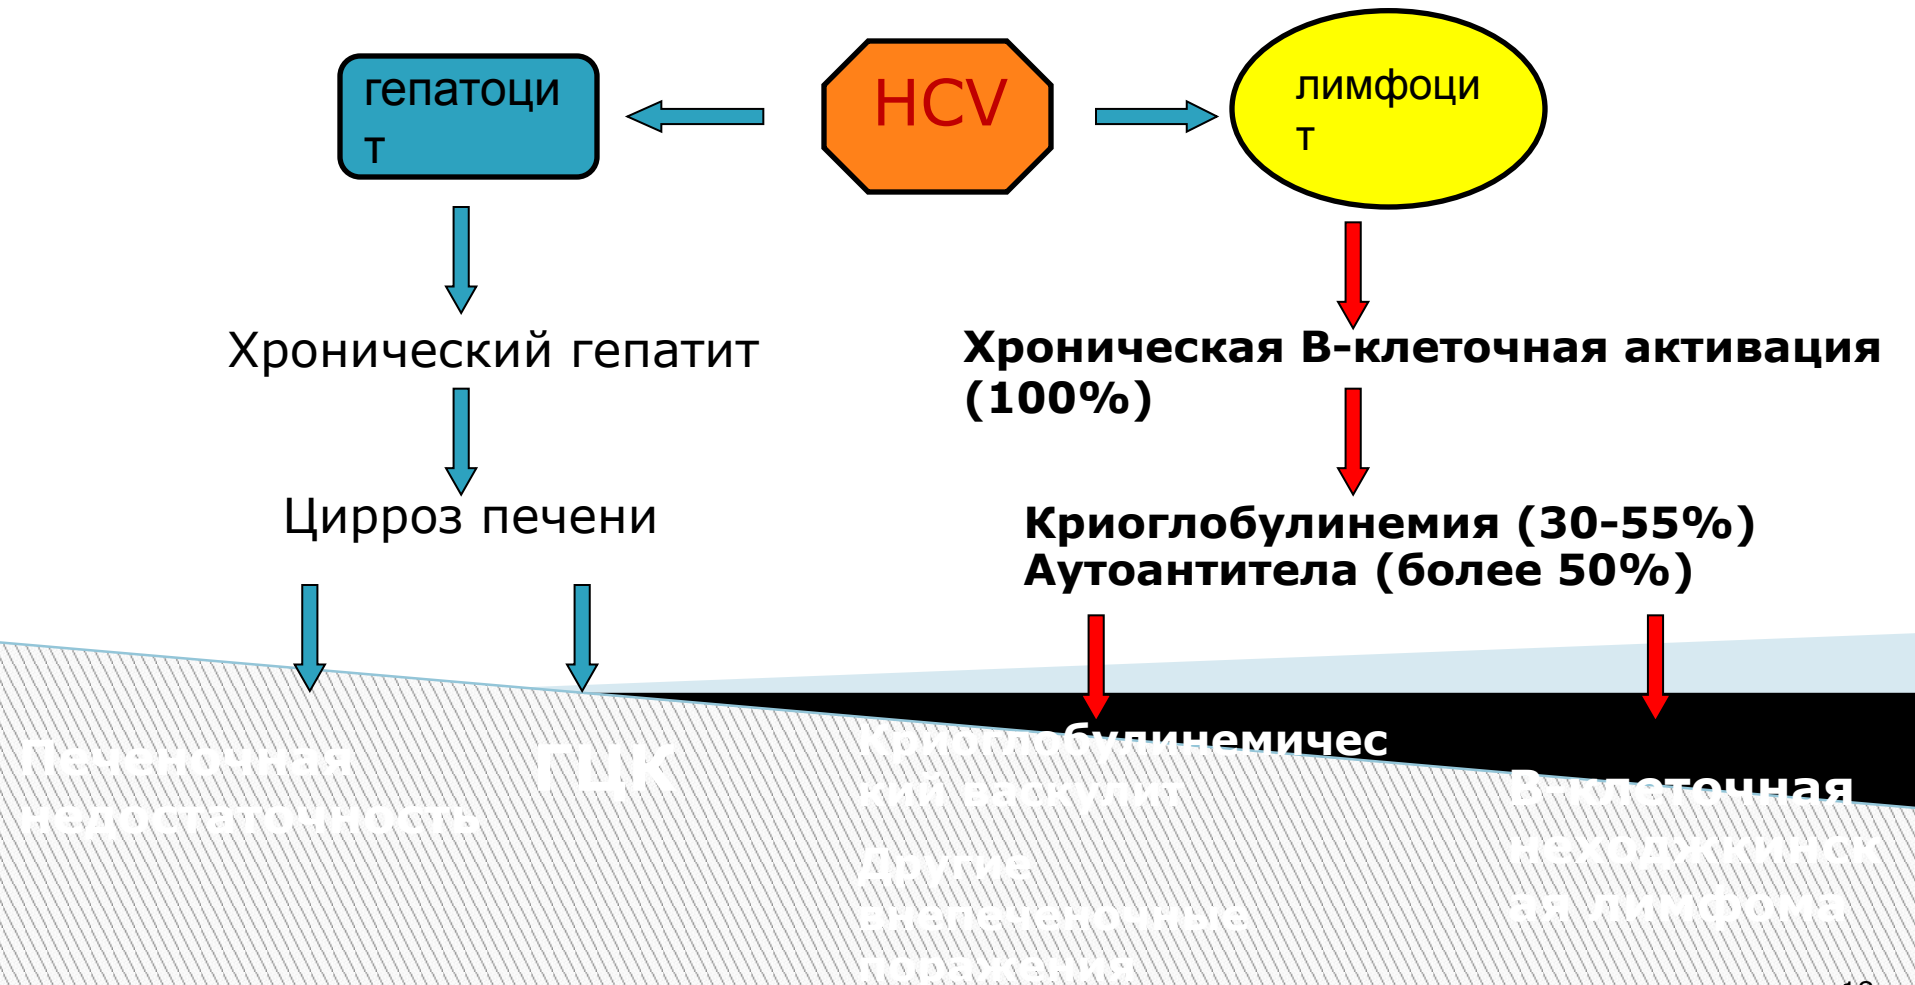 гепатоци
т
HCV
лимфоци
т
Хронический гепатит
Хроническая В-клеточная активация
(100%)
Цирроз печени
Криоглобулинемия (30-55%)
Аутоантитела (более 50%)
Печеночная
недостаточность
ГЦК
Криоглобулинемичес
кий васкулит
Другие
внепеченочные
поражения
В-клеточная
неходжкинск
ая лимфома